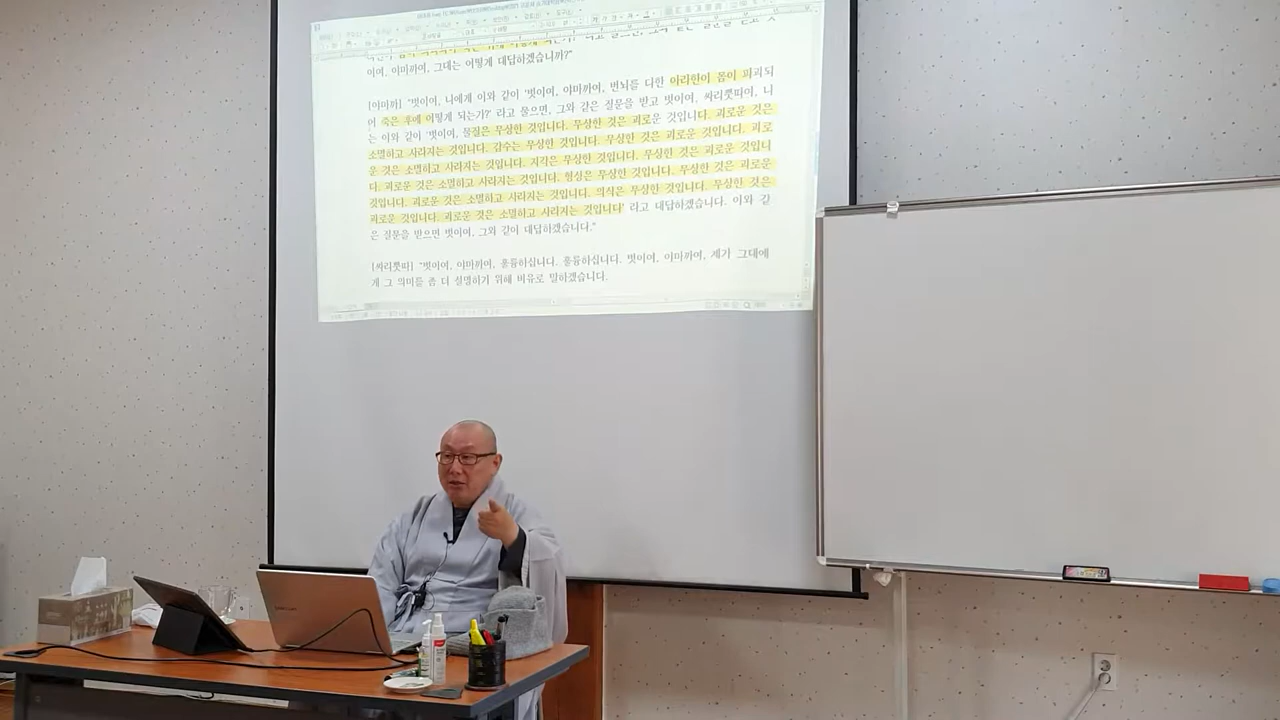 이여, 야마까여, 그대는 어떻게 대답하겠습니까?"
[야마까] "벗이여, 나에게 이와 같이 '벗이여, 야마까여, 번뇌를 다한 이라한이 몸이 파괴되
어 죽은 후에 어떻게 되는가?' 라고 물으면, 그와 같은 질문을 받고 벗이여, 싸리뿟따여, 나
는 이와 같이 '벗이여, 물질은 무상한 것입니다. 무상한 것은 괴로운 것입니다. 괴로운 것은
소멸하고 사라지는 것입니다. 감수는 무상한 것입니다. 무상한 것은 괴로운 것입니다. 괴로
운 것은 소멸하고 사라지는 것입니다. 지각은 무상한 것입니다. 무상한 것은 괴로운 것입니
다. 괴로운 것은 소멸하고 사라지는 것입니다. 형성은 무상한 것입니다. 무상한 것은 괴로운
것입니다. 괴로운 것은 소멸하고 사라지는 것입니다. 의식은 무상한 것입니다. 무상한 것은
괴로운 것입니다. 괴로운 것은 소멸하고 사라지는 것입니다' 라고 대답하겠습니다. 이와 같
은 질문을 받으면 벗이여, 그와 같이 대답하겠습니다."
[싸리뿟따] "벗이여, 야마까여, 훌륭하십니다. 훌륭하십니다. 벗이여, 야마까여, 제가 그대에
게 그 의미를 좀 더 설명하기 위해 비유로 말하겠습니다.